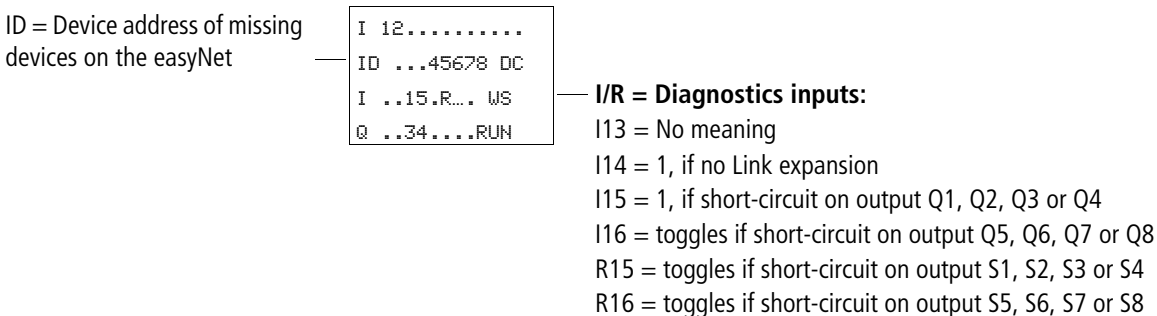 ID = Device address of missing
devices on the easyNet
I 12..........
ID ...45678 DC
I ..15.R.... WS
Q ..34....RUN
I/R = Diagnostics inputs:
I13 = No meaning
I14 = 1, if no Link expansion
I15 = 1, if short-circuit on output Q1, Q2, Q3 or Q4
I16 = toggles if short-circuit on output Q5, Q6, Q7 or Q8
R15 = toggles if short-circuit on output S1, S2, S3 or S4
R16 = toggles if short-circuit on output S5, S6, S7 or S8